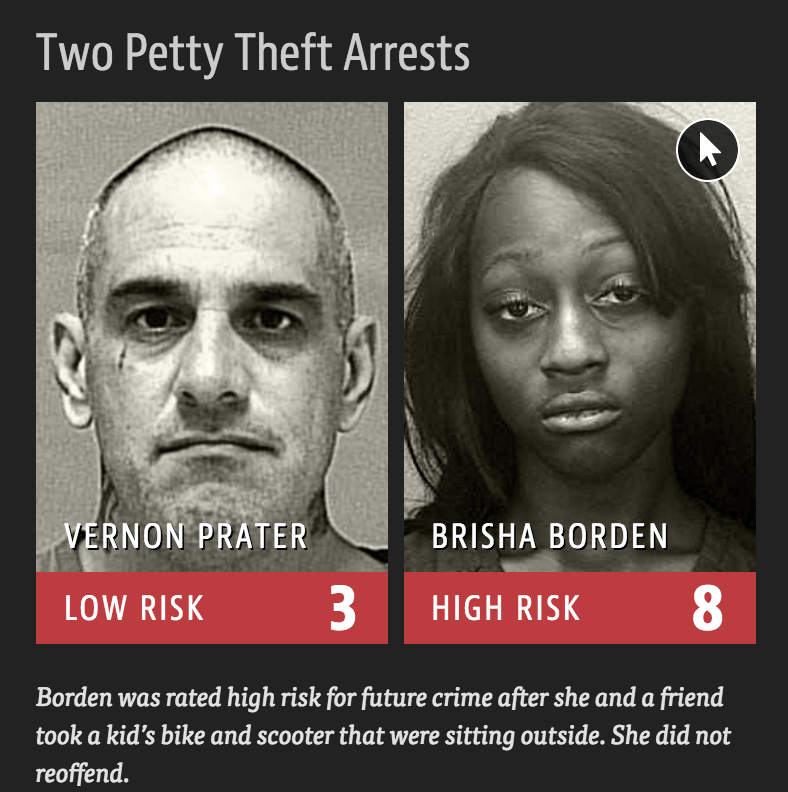 Two Petty Theft Arrests
VERNON PRATER
LOW RISK 3
BRISHA BORDEN
HIGH RISK 8
Borden was rated high risk for future crime after she and a friend
took a kid’s bike and scooter that were sitting outside. She did not
reoffend.